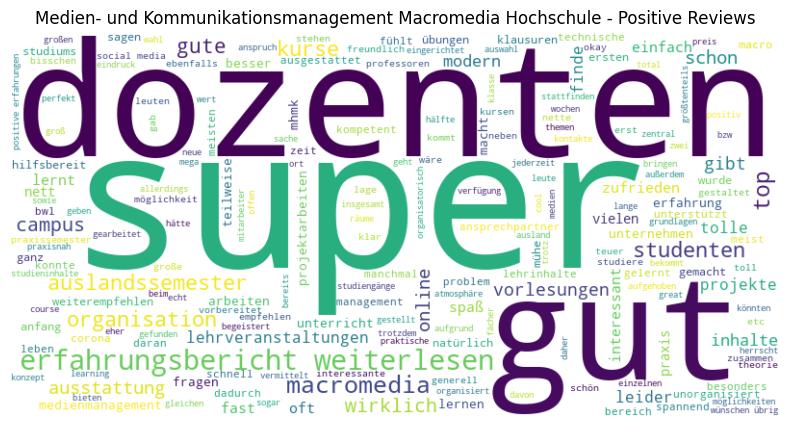 Medien- und Kommunikationsmanagement Macromedia Hochschule - Positive Reviews
großen wahl sagen gute fühlt übungen klausuren technische okay preis macro
studiums social media kurse stehen freundlich eingerichtet anspruch auswahl einfach ersten schon
bisschen ebenfalls besser ausgestattet professoren modern finde total
positive erfahrungen eindruck perfekt leuten wert groß gab
dozenten
meisten mhmk kompetent hälfte kursen klasse stattfinden wochen nette themen kontakte größtenteils positiv
hilfsbereit neue sache macht neben erst zentral zwei bzw
lernt mega zeit ort kommt geht wäre jederzeit leute außerdem bringen gibt
nett sowie allerdings möglichkeit teilweise mitarbeiter offen lage insgesamt räume klar organisatorisch verfügung medien cool ausland trotz zufrieden wurde gestaltet top
super
bwl geben hätte projektarbeiten ansprechpartner lange erfahrung unterstützt tolle
campus praxissemester gearbeitet mühe vielen grundlagen unternehmen meist
ganz praxisnah konnte teuer studiere bekommt studenten
studieninhalte große manchmal problem lehrinhalte gelernt gemacht toll
auslandssemester studiengänge atmosphäre vorlesungen aufgehoben great projekte
weiterempfehlen arbeiten vorbereitet management online spaß interessant könnten
course beim echt empfehlen bereits unterricht gestellt aufgrund fächer inhalte
organisation begeistert trotzdem praktische natürlich praxis etc
anfang eher gefunden daran lehrveranstaltungen daher herrscht
leben corona zusammen
erfahrungsbericht weiterlesen gut theorie
konzept learning schnell vermittelt interessante generell schön einzelnen besonders
ausstattung fragen macromedia organisiert leider unorganisiert
bieten dadurch davon möglichkeiten
medienmanagement gleichen fast sogar oft wirklich lernen bereich spannend wünschen übrig